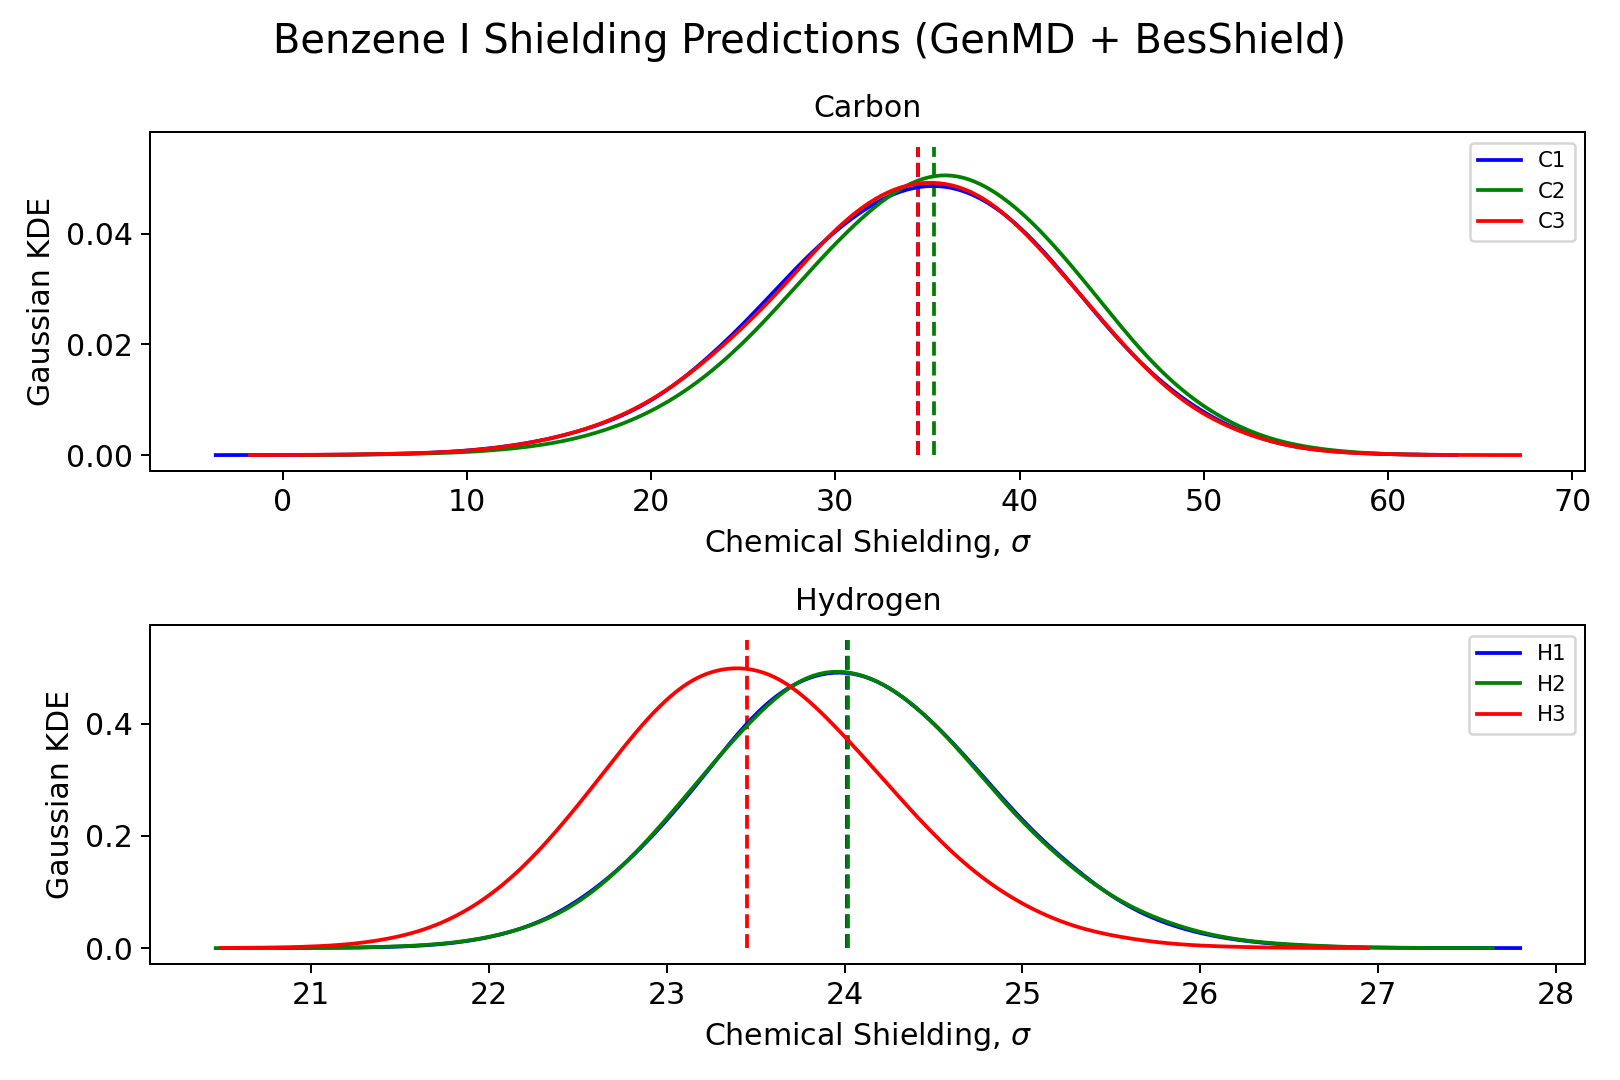 Benzene I Shielding Predictions (GenMD + BesShield)
Carbon
Gaussian KDE
0.04
0.02
0.00
C1
C2
C3
0 10 20 30 40 50 60 70
Chemical Shielding, σ
Hydrogen
Gaussian KDE
0.4
0.2
0.0
H1
H2
H3
21 22 23 24 25 26 27 28
Chemical Shielding, σ